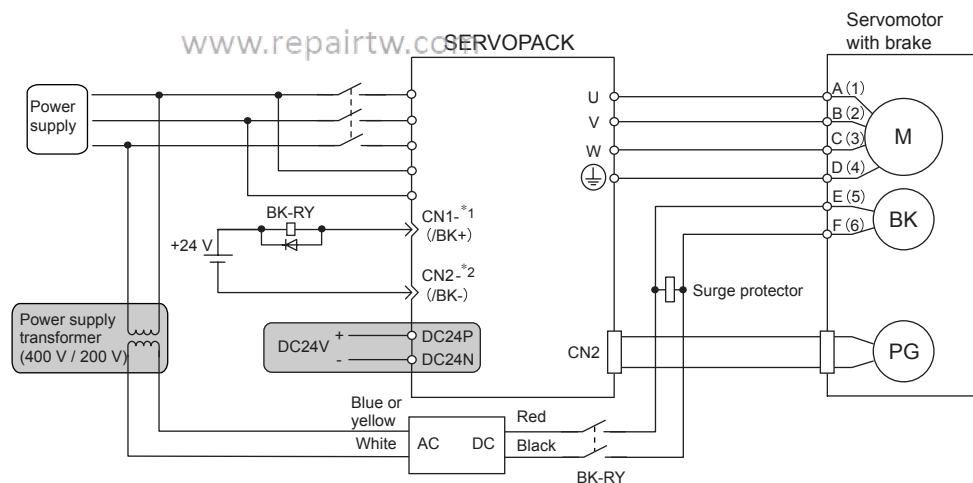 www.repairtw.com
SERVOPACK
Servomotor
with brake
Power
supply
U
V
W
A (1)
B (2)
C (3)
D (4)
M
E (5)
F (6)
BK
BK-RY
+24 V
CN1-*1
(/BK+)
CN2-*2
(/BK-)
Surge protector
Power supply
transformer
(400 V / 200 V)
DC24V
+
-
DC24P
DC24N
CN2
PG
Blue or
yellow
White
AC
DC
Red
Black
BK-RY